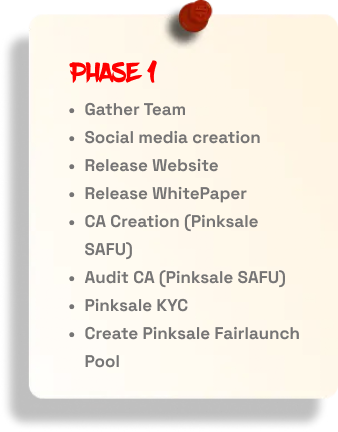 PHASE 1
• Gather Team
• Social media creation
• Release Website
• Release WhitePaper
• CA Creation (Pinksale
SAFU)
• Audit CA (Pinksale SAFU)
• Pinksale KYC
• Create Pinksale Fairlaunch
Pool